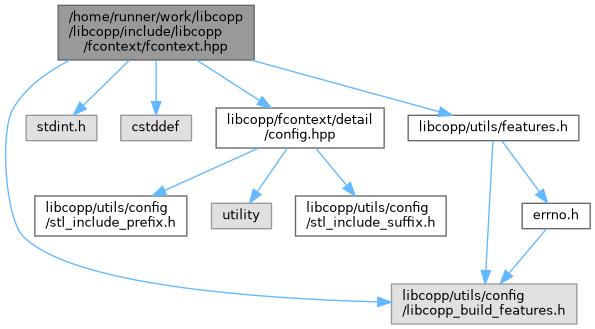 /home/runner/work/libcopp
/libcopp/include/libcopp
/fcontext/fcontext.hpp
stdint.h
cstddef
libcopp/fcontext/detail
/config.hpp
libcopp/utils/features.h
libcopp/utils/config
/stl_include_prefix.h
utility
libcopp/utils/config
/stl_include_suffix.h
errno.h
libcopp/utils/config
/libcopp_build_features.h